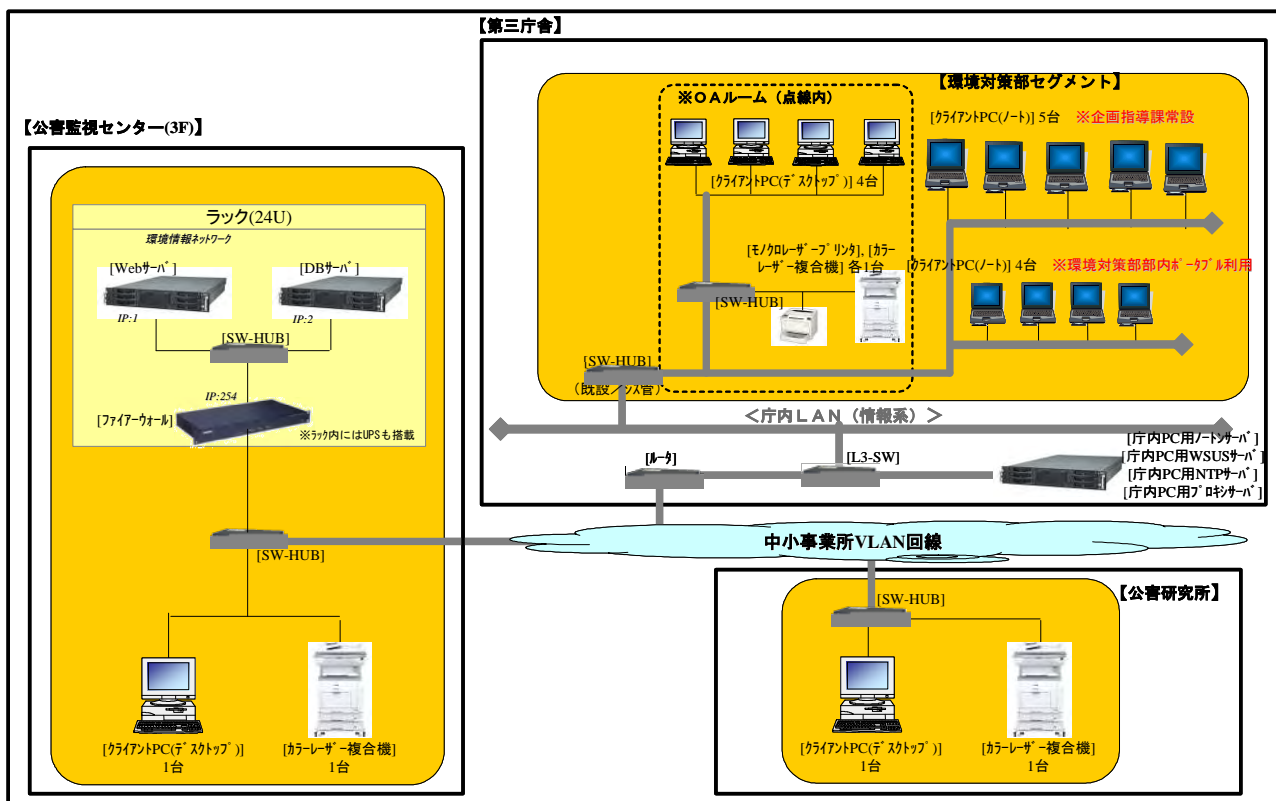 【第三庁舎】
【環境対策部セグメント】
※OAルーム（点線内）
[クライアントPC(ノート)] 5台 ※企画指導課常設
[クライアントPC(デスクトップ)] 4台
[モノクロレーザープリンタ], [カラーレーザー複合機] 各1台
[クライアントPC(ノート)] 4台 ※環境対策部部内ポータブル利用
[SW-HUB]
[SW-HUB]
（既設／シス管）
＜庁内LAN（情報系）＞
[ルータ]
[L3-SW]
[庁内PC用ノートンサーバ]
[庁内PC用WSUSサーバ]
[庁内PC用NTPサーバ]
[庁内PC用プロキシサーバ]
【公害監視センター(3F)】
ラック(24U)
環境情報ネットワーク
[Webサーバ]
[DBサーバ]
IP:1
IP:2
[SW-HUB]
IP:254
[ファイアーウォール]
※ラック内にはUPSも搭載
[SW-HUB]
[クライアントPC(デスクトップ)]
1台
[カラーレーザー複合機]
1台
中小事業所VLAN回線
【公害研究所】
[SW-HUB]
[クライアントPC(デスクトップ)]
1台
[カラーレーザー複合機]
1台